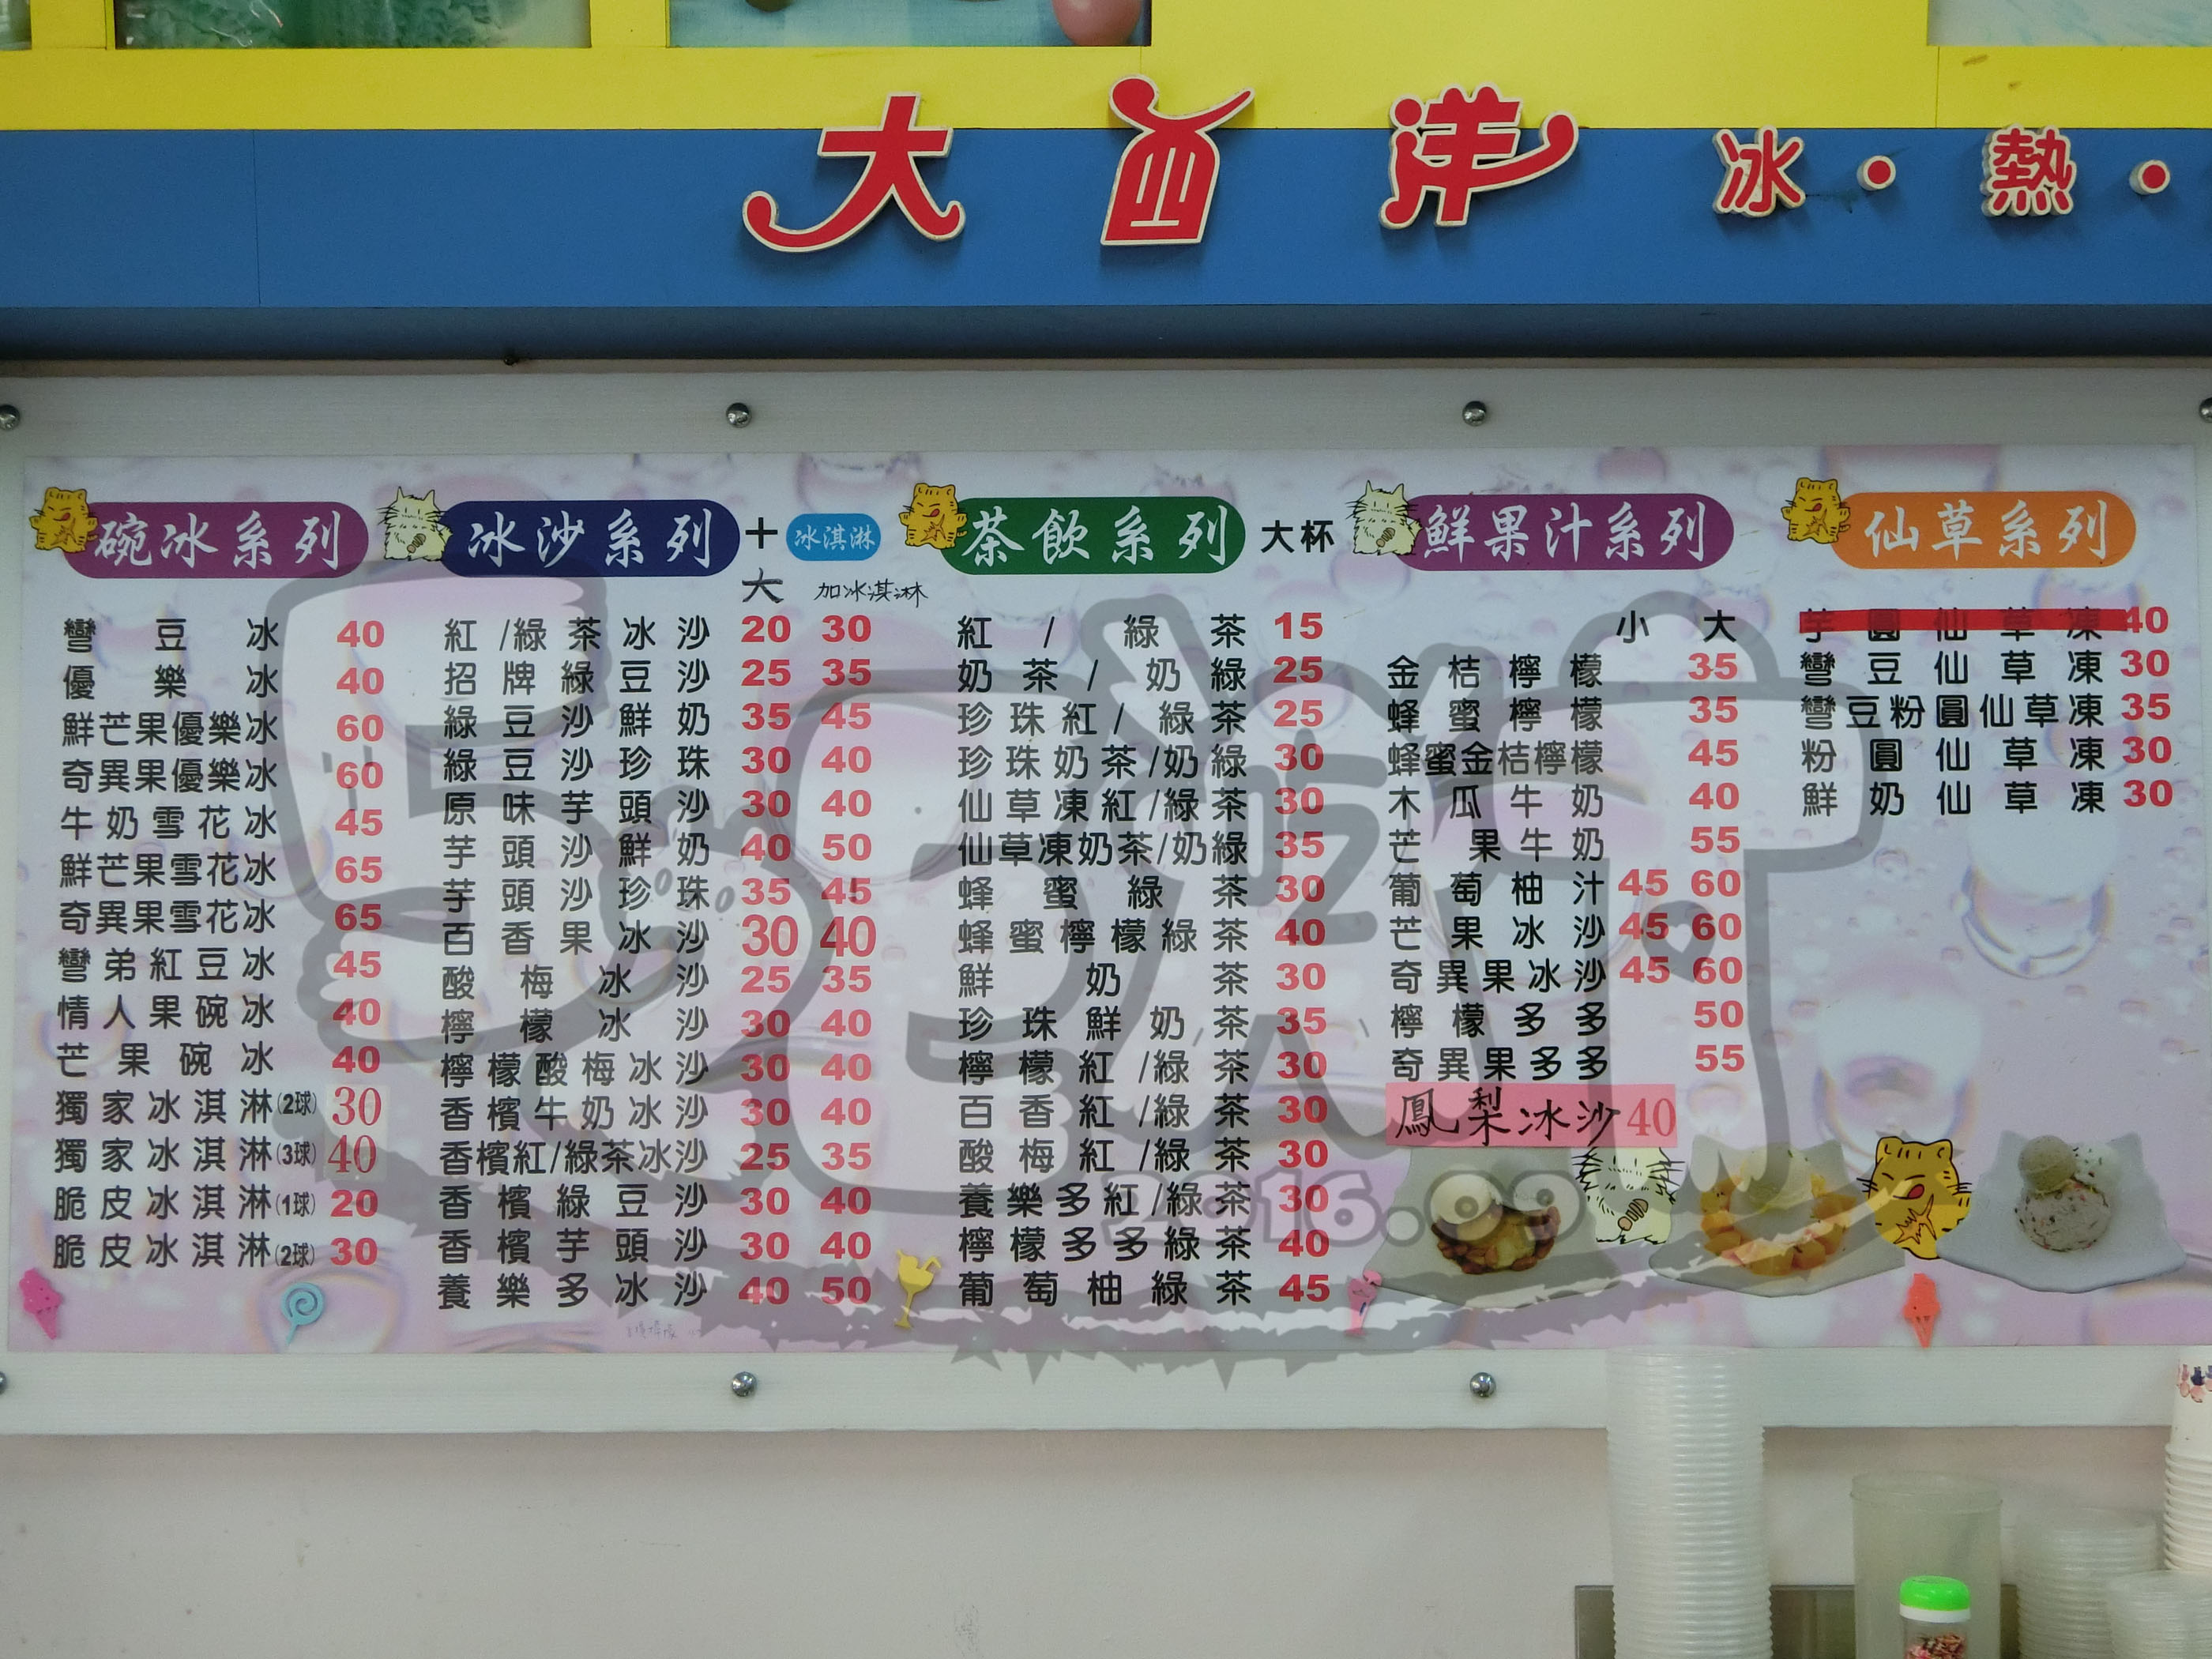 大西洋 冰・熱・
碗冰系列
彎豆冰 40
優樂冰 40
鮮芒果優樂冰 60
奇異果優樂冰 60
牛奶雪花冰 45
鮮芒果雪花冰 65
奇異果雪花冰 65
彎弟紅豆冰 45
情人果碗冰 40
芒果碗冰 40
獨家冰淇淋(2球) 30
獨家冰淇淋(3球) 40
脆皮冰淇淋(1球) 20
脆皮冰淇淋(2球) 30
冰沙系列 + 冰淇淋
大 加冰淇淋
紅/綠茶冰沙 20 30
招牌綠豆沙 25 35
綠豆沙鮮奶 35 45
綠豆沙珍珠 30 40
原味芋頭沙 30 40
芋頭沙鮮奶 40 50
芋頭沙珍珠 35 45
百香果冰沙 30 40
酸梅冰沙 25 35
檸檬冰沙 30 40
檸檬酸梅冰沙 30 40
香檳牛奶冰沙 30 40
香檳紅/綠茶冰沙 25 35
香檳綠豆沙 30 40
香檳芋頭沙 30 40
養樂多冰沙 40 50
茶飲系列 大杯
紅/綠茶 15
奶茶/奶綠 25
珍珠紅/綠茶 25
珍珠奶茶/奶綠 30
仙草凍紅/綠茶 30
仙草凍奶茶/奶綠 35
蜂蜜綠茶 30
蜂蜜檸檬綠茶 40
鮮奶茶 30
珍珠鮮奶茶 35
檸檬紅/綠茶 30
百香紅/綠茶 30
酸梅紅/綠茶 30
養樂多紅/綠茶 30
檸檬多多綠茶 40
葡萄柚綠茶 45
鮮果汁系列
小 大
金桔檸檬 35
蜂蜜檸檬 35
蜂蜜金桔檸檬 45
木瓜牛奶 40
芒果牛奶 55
葡萄柚汁 45 60
芒果冰沙 45 60
奇異果冰沙 45 60
檸檬多多 50
奇異果多多 55
鳳梨冰沙 40
仙草系列
芋圓仙草凍 40
彎豆仙草凍 30
彎豆粉圓仙草凍 35
粉圓仙草凍 30
鮮奶仙草凍 30
2016.09